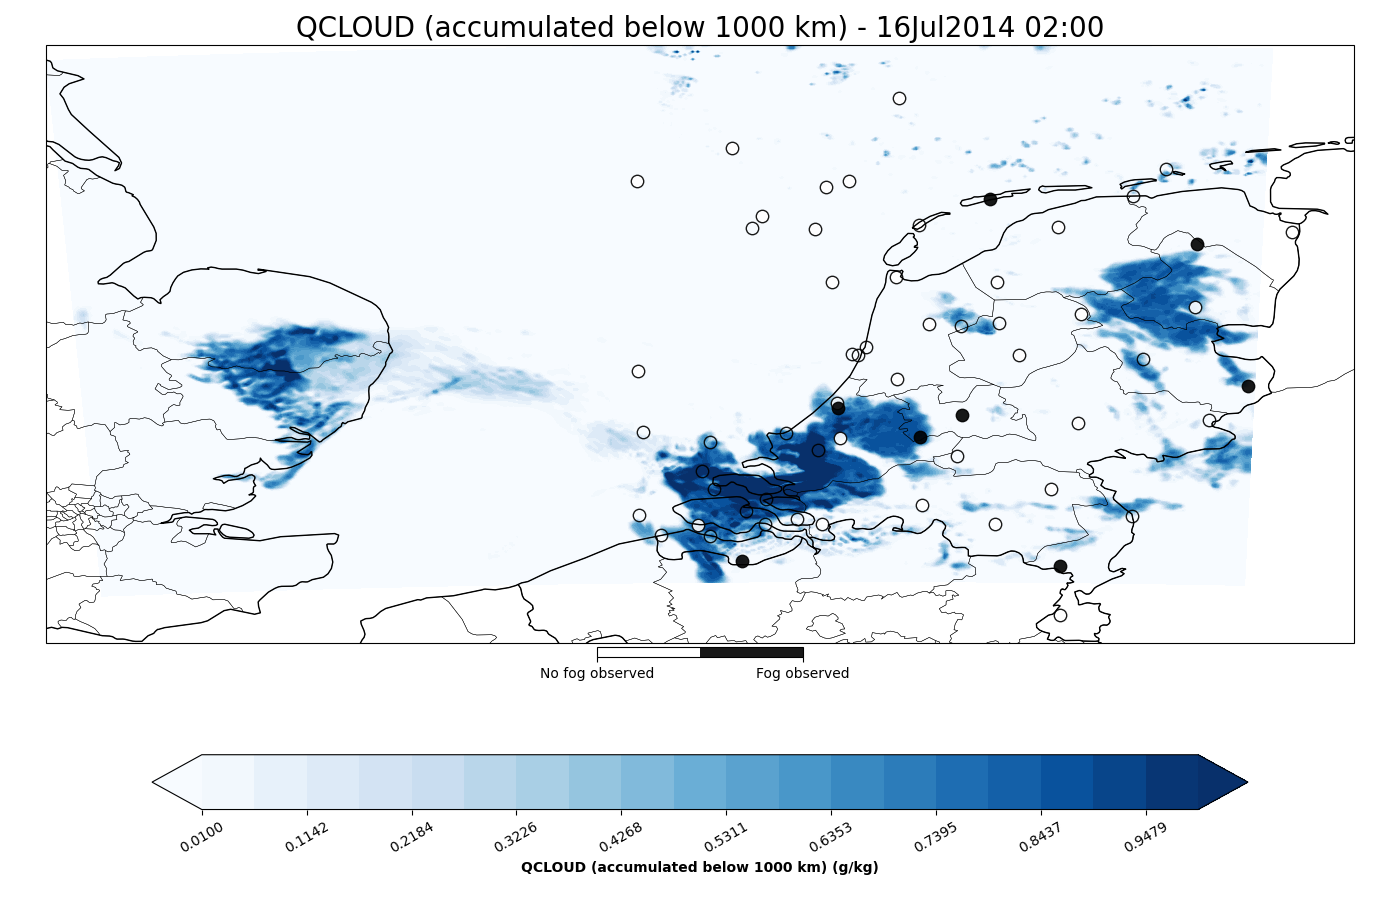 QCLOUD (accumulated below 1000 km) - 16Jul2014 02:00
No fog observed
Fog observed
0.0100
0.1142
0.2184
0.3226
0.4268
0.5311
0.6353
0.7395
0.8437
0.9479
QCLOUD (accumulated below 1000 km) (g/kg)